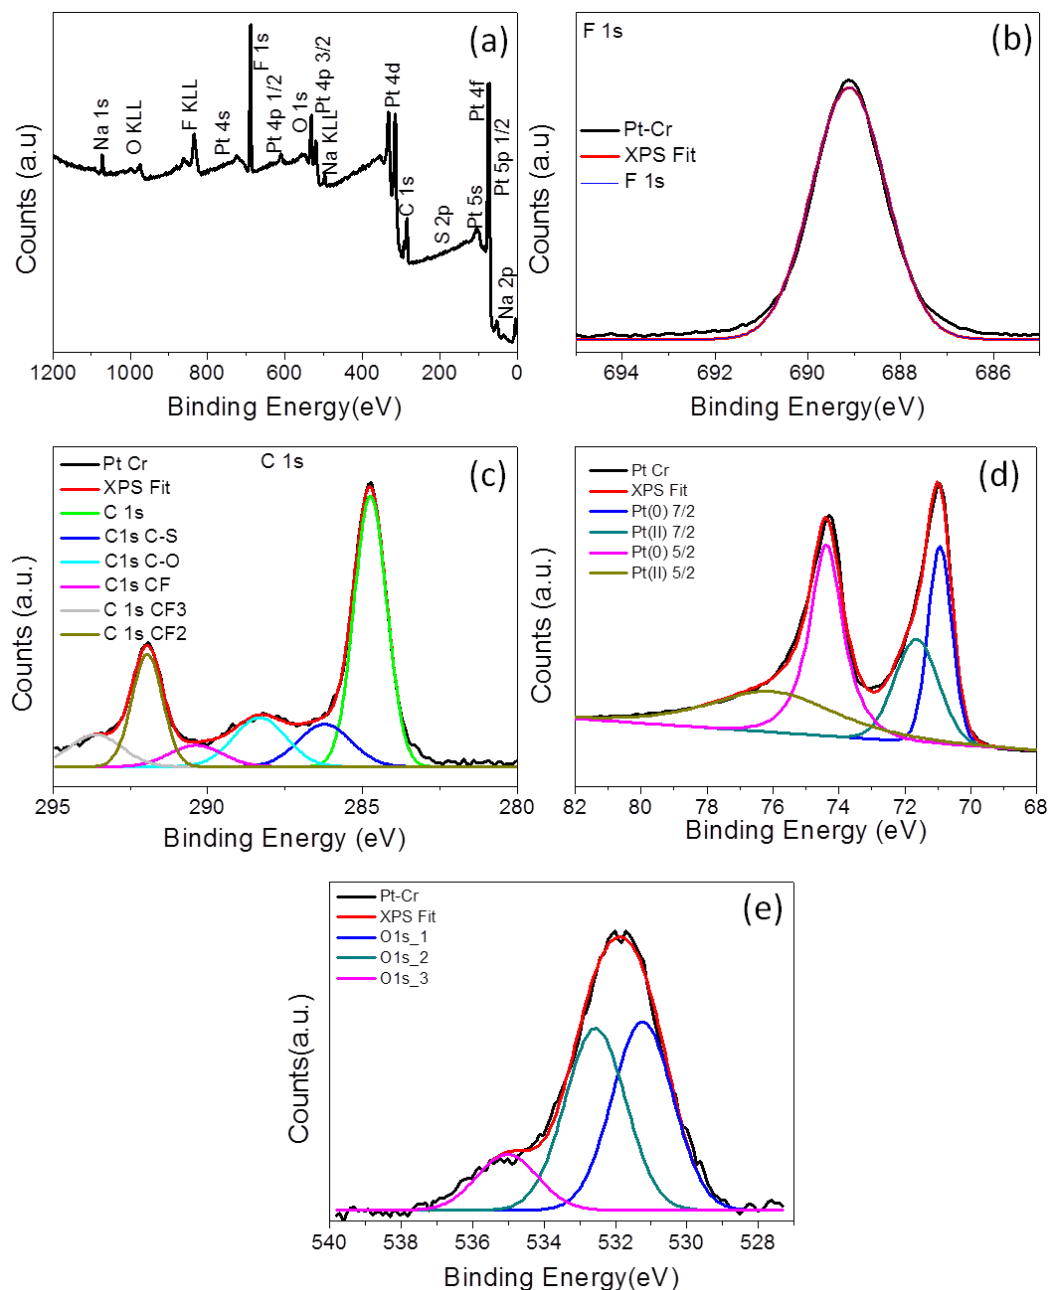 (a)
Counts (a.u)
Na 1s
O KLL
F KLL
Pt 4s
F 1s
Pt 4p 1/2
O 1s
Pt 4p 3/2
Na KLL
Pt 4d
C 1s
S 2p
Pt 5s
Pt 4f
Pt 5p 1/2
Na 2p
1200 1000 800 600 400 200 0
Binding Energy(eV)
F 1s
(b)
Counts (a.u)
Pt-Cr
XPS Fit
F 1s
694 692 690 688 686
Binding Energy(eV)
C 1s
(c)
Counts (a.u.)
Pt Cr
XPS Fit
C 1s
C1s C-S
C1s C-O
C1s CF
C 1s CF3
C 1s CF2
295 290 285 280
Binding Energy (eV)
(d)
Counts (a.u.)
Pt Cr
XPS Fit
Pt(0) 7/2
Pt(II) 7/2
Pt(0) 5/2
Pt(II) 5/2
82 80 78 76 74 72 70 68
Binding Energy (eV)
(e)
Counts(a.u.)
Pt-Cr
XPS Fit
O1s_1
O1s_2
O1s_3
540 538 536 534 532 530 528
Binding Energy(eV)